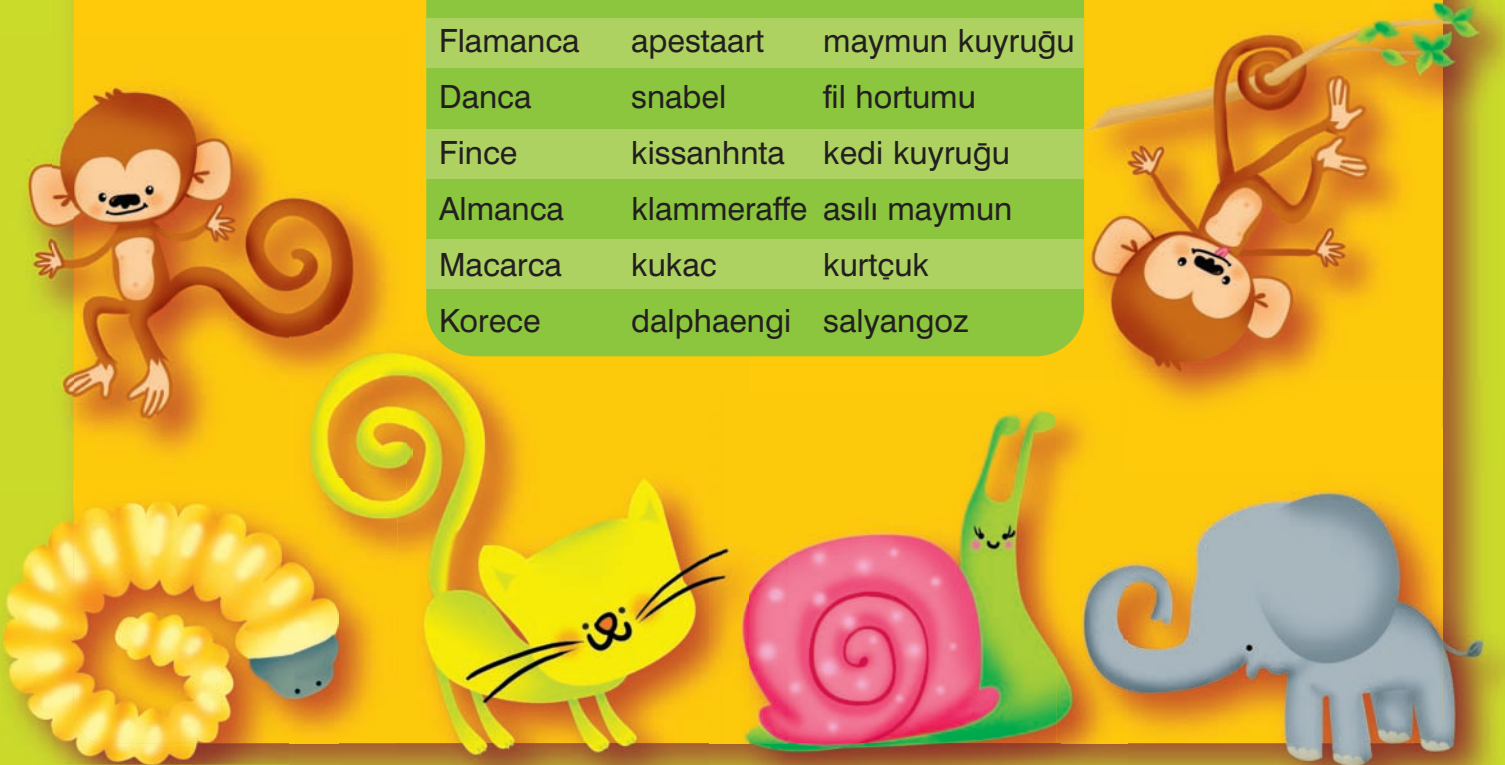 Flamanca apestaart maymun kuyruğu
Danca snabel fil hortumu
Fince kissanhnta kedi kuyruğu
Almanca klammeraffe asılı maymun
Macarca kukac kurtçuk
Korece dalphaengi salyangoz